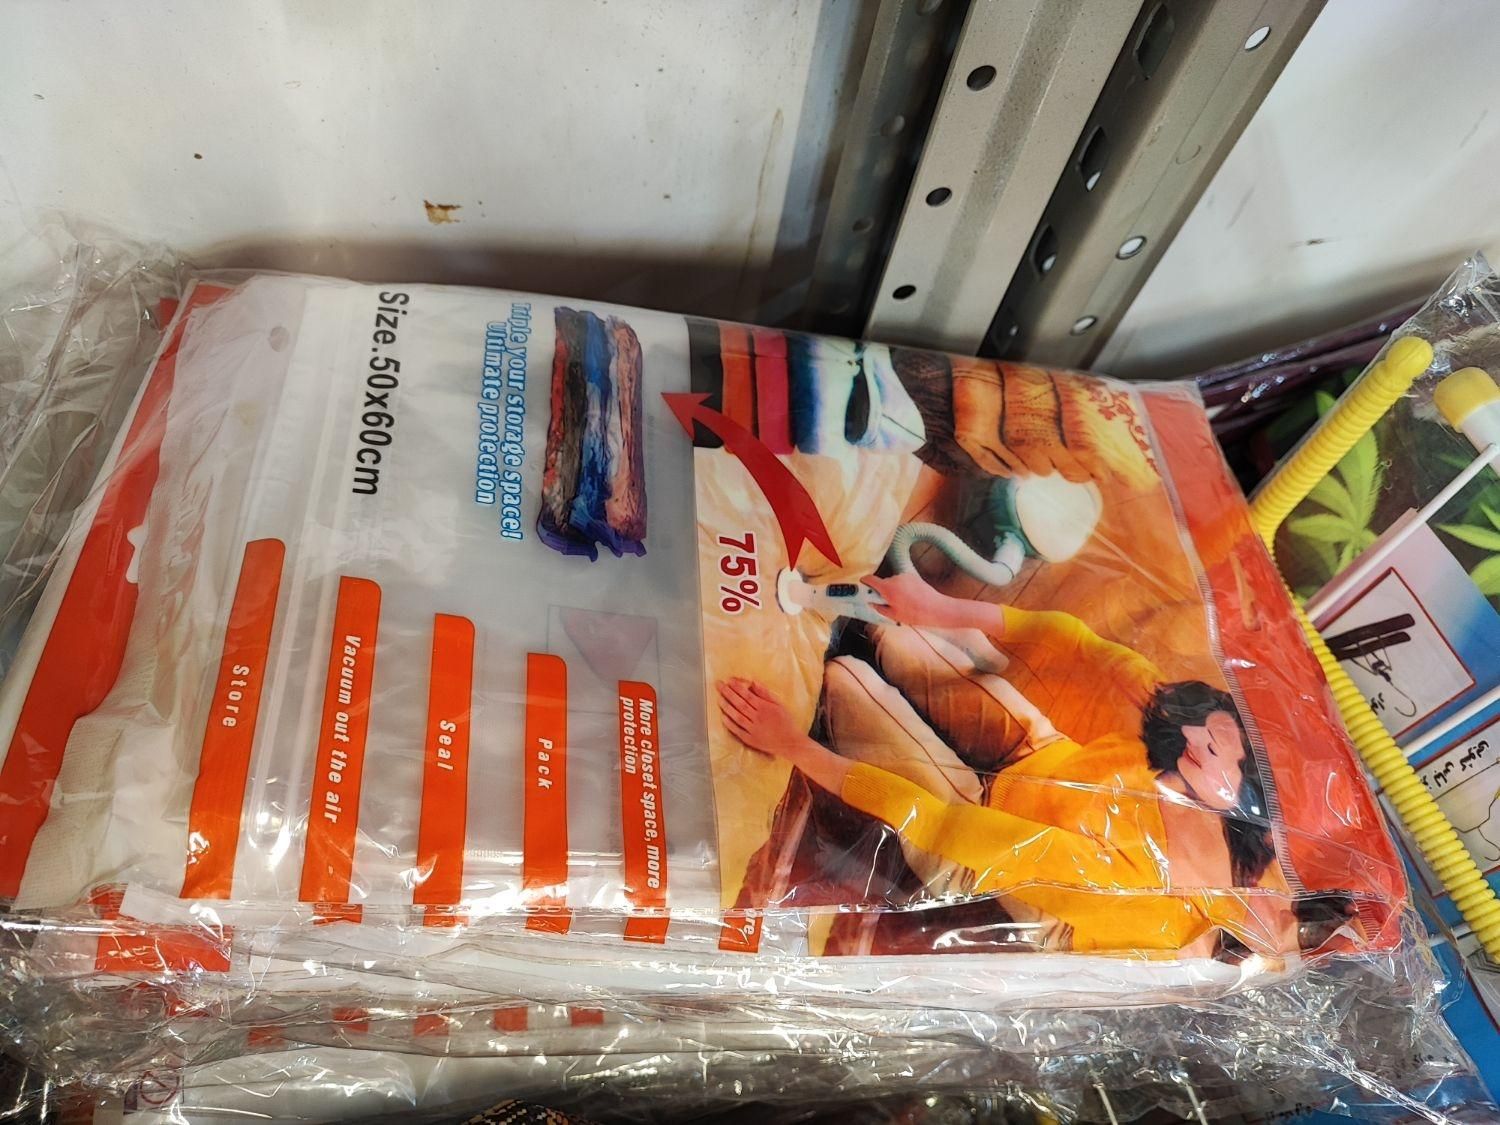 Size.50x60cm
Triple your storage space!
Ultimate protection
75%
Store
Vacuum out the air
Seal
Pack
More closet space, more
protection